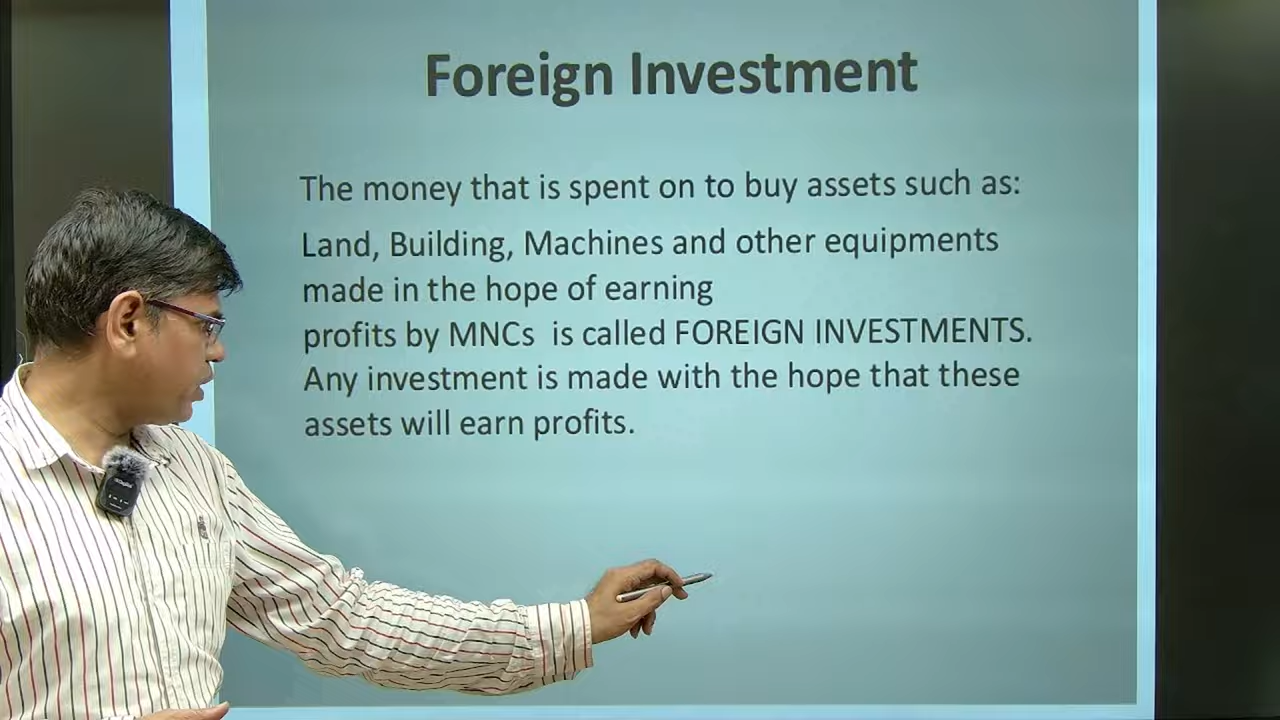 Foreign Investment
The money that is spent on to buy assets such as:
Land, Building, Machines and other equipments
made in the hope of earning
profits by MNCs is called FOREIGN INVESTMENTS.
Any investment is made with the hope that these
assets will earn profits.